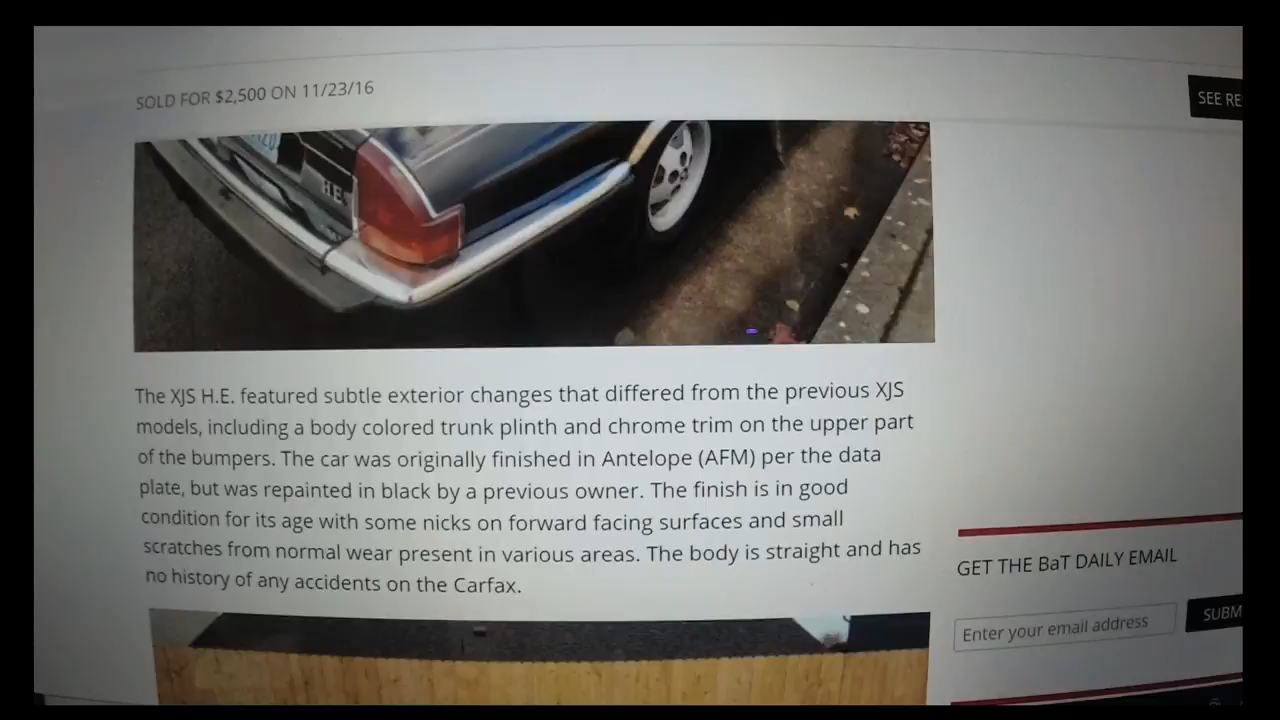 SOLD FOR $2,500 ON 11/23/16
SEE RE
H.E.
The XJS H.E. featured subtle exterior changes that differed from the previous XJS
models, including a body colored trunk plinth and chrome trim on the upper part
of the bumpers. The car was originally finished in Antelope (AFM) per the data
plate, but was repainted in black by a previous owner. The finish is in good
condition for its age with some nicks on forward facing surfaces and small
scratches from normal wear present in various areas. The body is straight and has
no history of any accidents on the Carfax.
GET THE BaT DAILY EMAIL
Enter your email address
SUBM